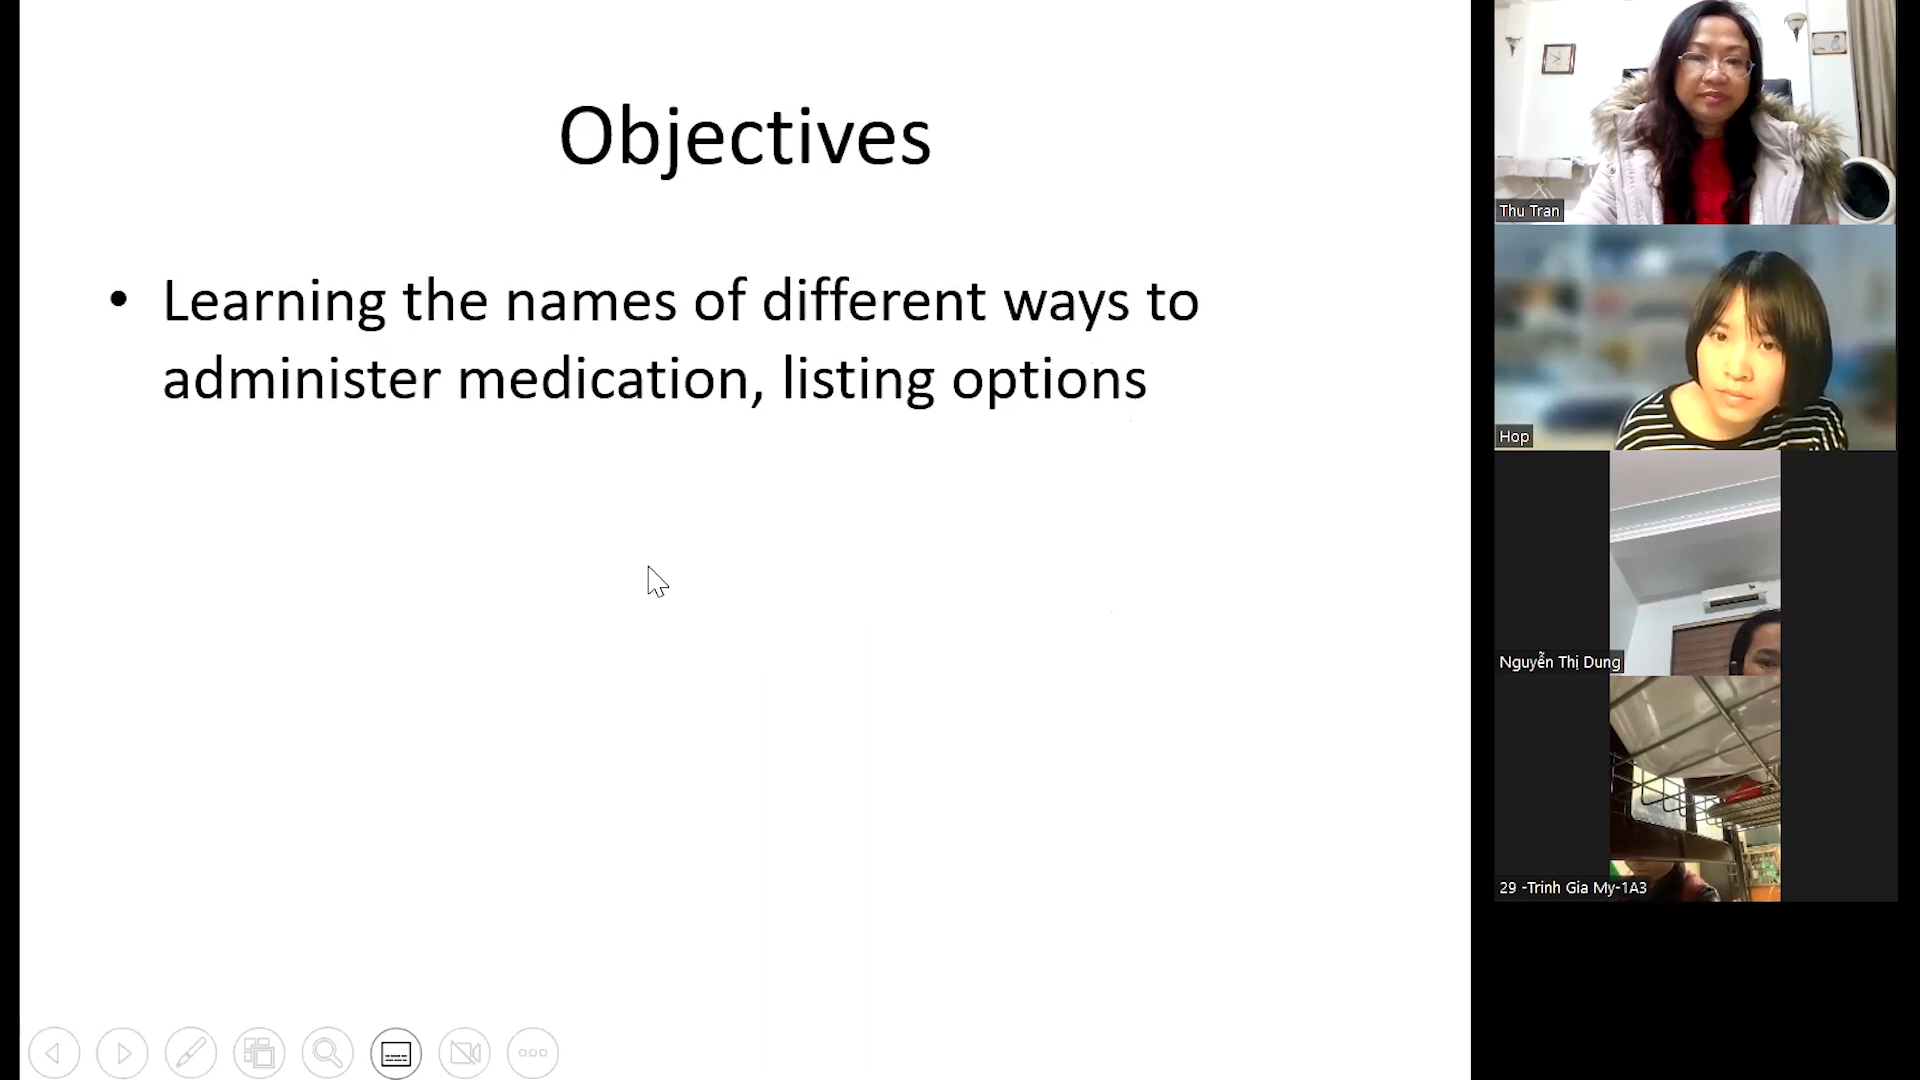 Objectives
• Learning the names of different ways to
administer medication, listing options
Thu Tran
Hop
Nguyễn Thị Dung
29 -Trinh Gia My-1A3